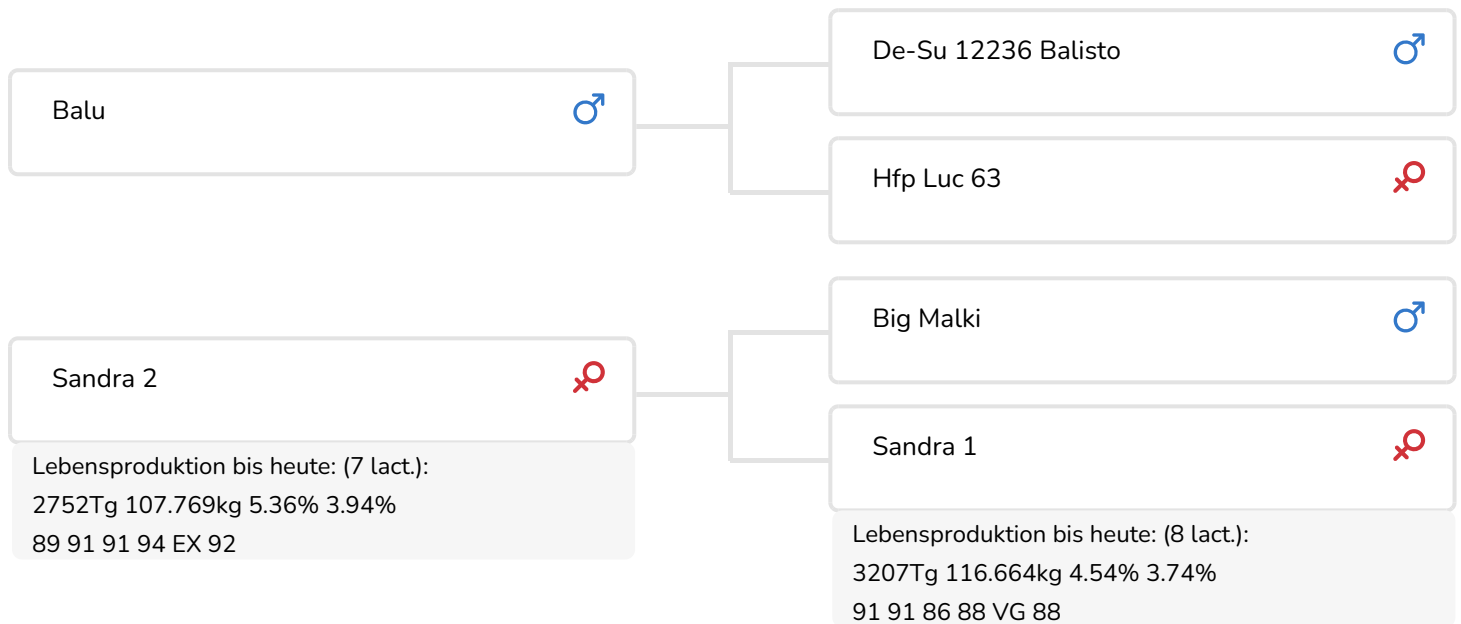 De-Su 12236 Balisto
Balu
Hfp Luc 63
Big Malki
Sandra 2
Lebensproduktion bis heute: (7 lact.):
2752Tg 107.769kg 5.36% 3.94%
89 91 91 94 EX 92
Sandra 1
Lebensproduktion bis heute: (8 lact.):
3207Tg 116.664kg 4.54% 3.74%
91 91 86 88 VG 88